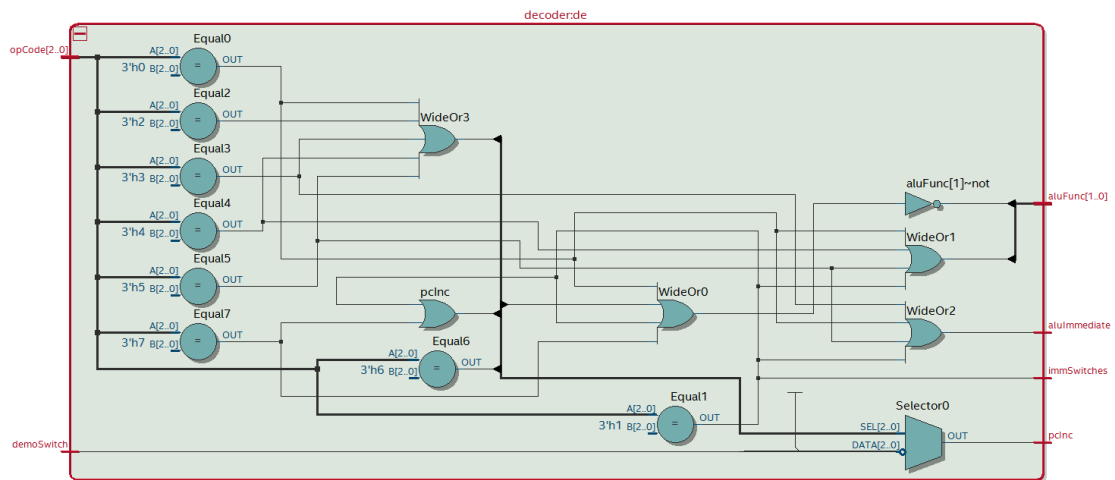 decoder:de
opCode[2..0]
Equal0
A[2..0]
3'h0 B[2..0]
=
OUT
Equal2
A[2..0]
3'h2 B[2..0]
=
OUT
WideOr3
Equal3
A[2..0]
3'h3 B[2..0]
=
OUT
aluFunc[1]~not
aluFunc[1..0]
Equal4
A[2..0]
3'h4 B[2..0]
=
OUT
WideOr1
Equal5
A[2..0]
3'h5 B[2..0]
=
OUT
pcInc
WideOr0
WideOr2
Equal7
A[2..0]
3'h7 B[2..0]
=
OUT
aluImmediate
Equal6
A[2..0]
3'h6 B[2..0]
=
OUT
immSwitches
Equal1
A[2..0]
3'h1 B[2..0]
=
OUT
Selector0
SEL[2..0]
DATA[2..0]
OUT
pcInc
demoSwitch